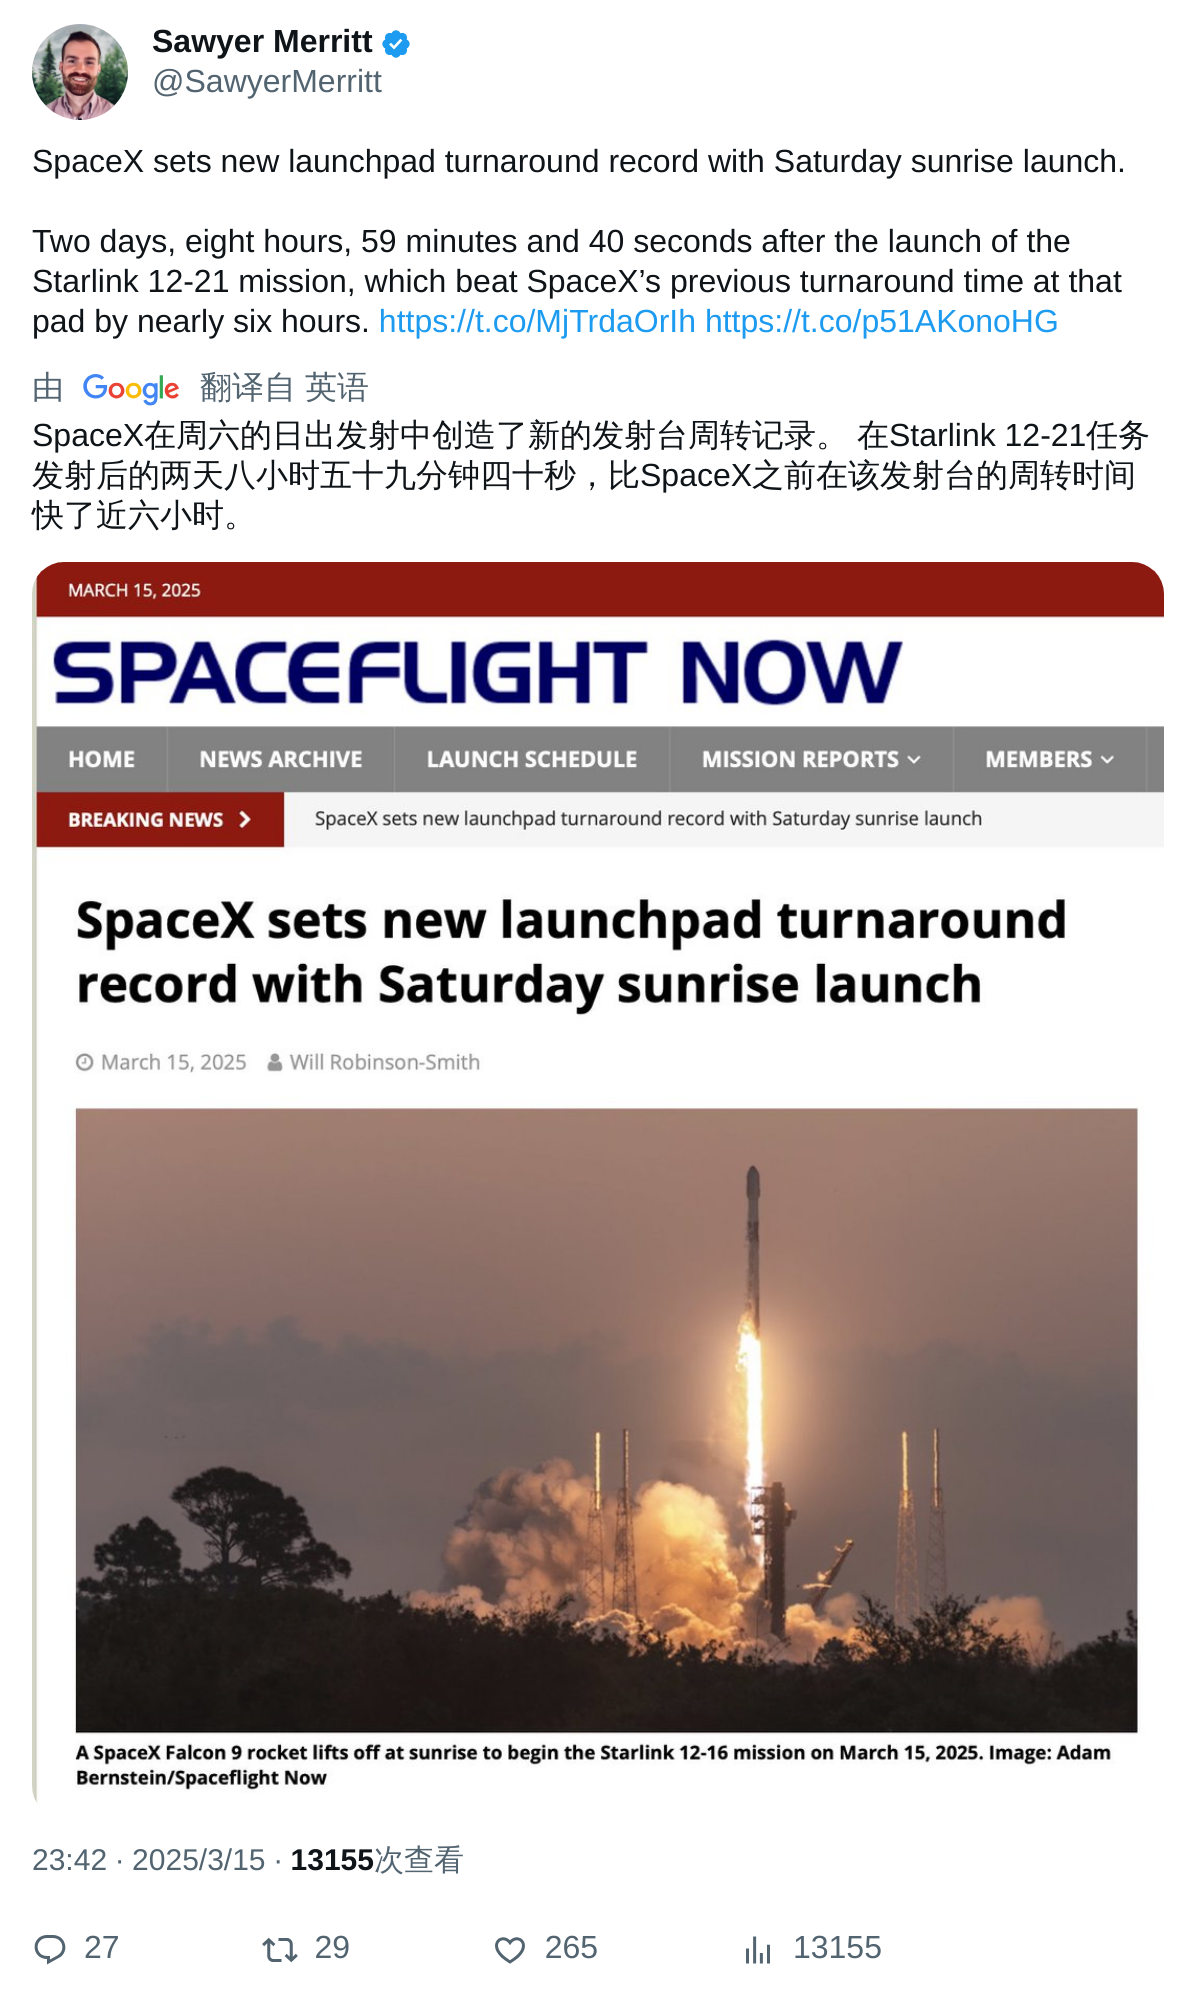 Sawyer Merritt
@SawyerMerritt
SpaceX sets new launchpad turnaround record with Saturday sunrise launch.
Two days, eight hours, 59 minutes and 40 seconds after the launch of the
Starlink 12-21 mission, which beat SpaceX’s previous turnaround time at that
pad by nearly six hours. https://t.co/MjTrdaOrIh https://t.co/p51AKonoHG
由 Google 翻译自 英语
SpaceX在周六的日出发射中创造了新的发射台周转记录。 在Starlink 12-21任务
发射后的两天八小时五十九分钟四十秒，比SpaceX之前在该发射台的周转时间
快了近六小时。
MARCH 15, 2025
SPACEFLIGHT NOW
HOME NEWS ARCHIVE LAUNCH SCHEDULE MISSION REPORTS MEMBERS
BREAKING NEWS SpaceX sets new launchpad turnaround record with Saturday sunrise launch
SpaceX sets new launchpad turnaround
record with Saturday sunrise launch
March 15, 2025 Will Robinson-Smith
A SpaceX Falcon 9 rocket lifts off at sunrise to begin the Starlink 12-16 mission on March 15, 2025. Image: Adam
Bernstein/Spaceflight Now
23:42 · 2025/3/15 · 13155次查看
27 29 265 13155